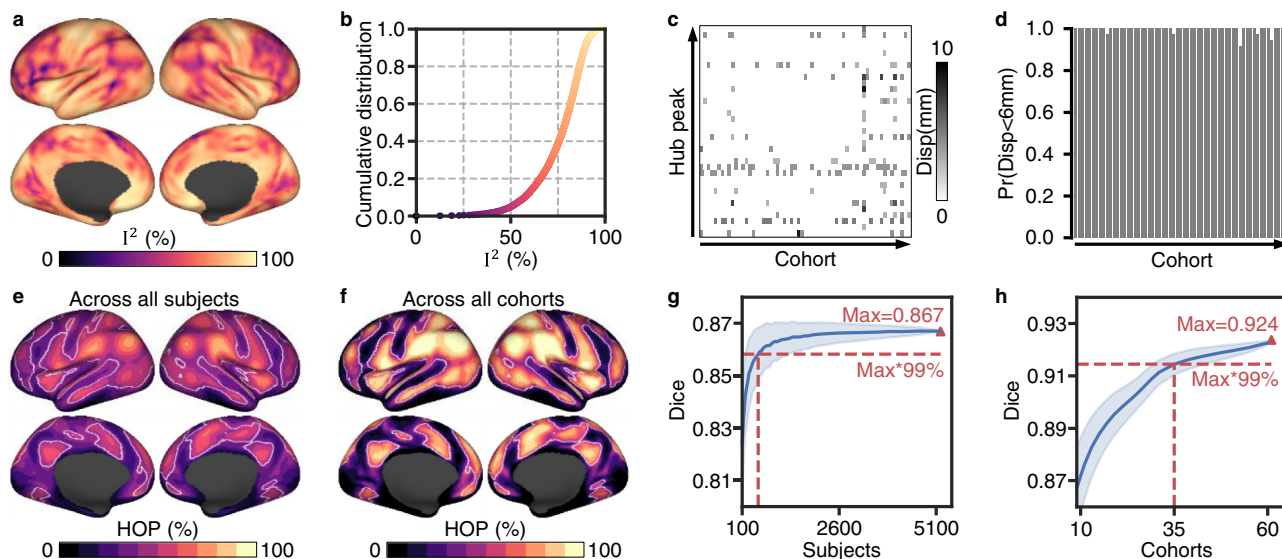 a
I² (%)
0
100
b
Cumulative distribution
1.0
0.8
0.6
0.4
0.2
0.0
0
50
100
I² (%)
c
Hub peak
Cohort
10
Disp(mm)
0
d
Pr(Disp<6mm)
1.0
0.8
0.6
0.4
0.2
0.0
Cohort
e
Across all subjects
HOP (%)
0
100
f
Across all cohorts
HOP (%)
0
100
g
Dice
0.87
0.85
0.83
0.81
Max=0.867
Max*99%
100
2600
5100
Subjects
h
Dice
0.93
0.91
0.89
0.87
Max=0.924
Max*99%
10
35
60
Cohorts